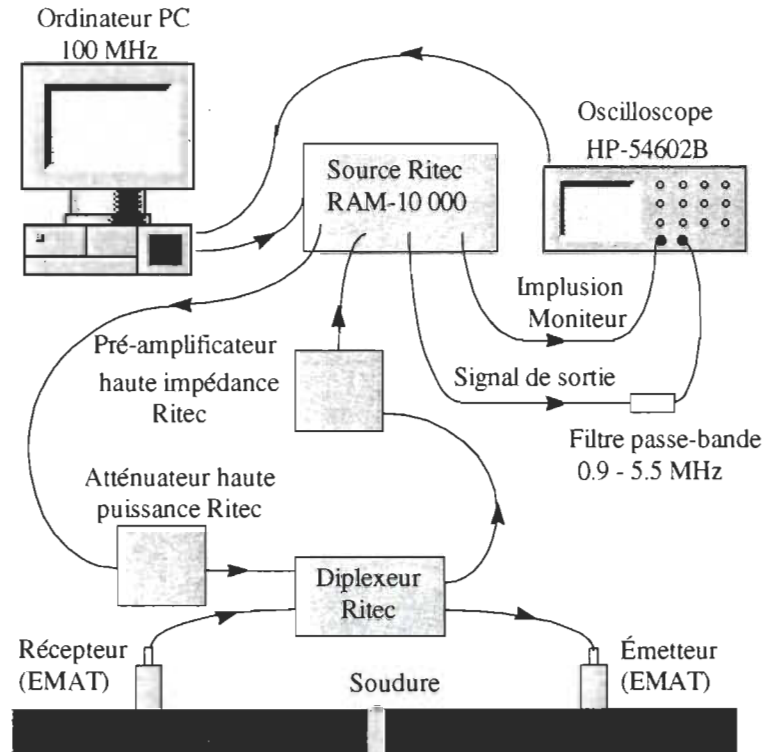 Ordinateur PC
100 MHz
Oscilloscope
HP-54602B
Source Ritec
RAM-10 000
Implusion
Moniteur
Pré-amplificateur
haute impédance
Ritec
Signal de sortie
Filtre passe-bande
0.9 - 5.5 MHz
Atténuateur haute
puissance Ritec
Diplexeur
Ritec
Récepteur
(EMAT)
Soudure
Émetteur
(EMAT)